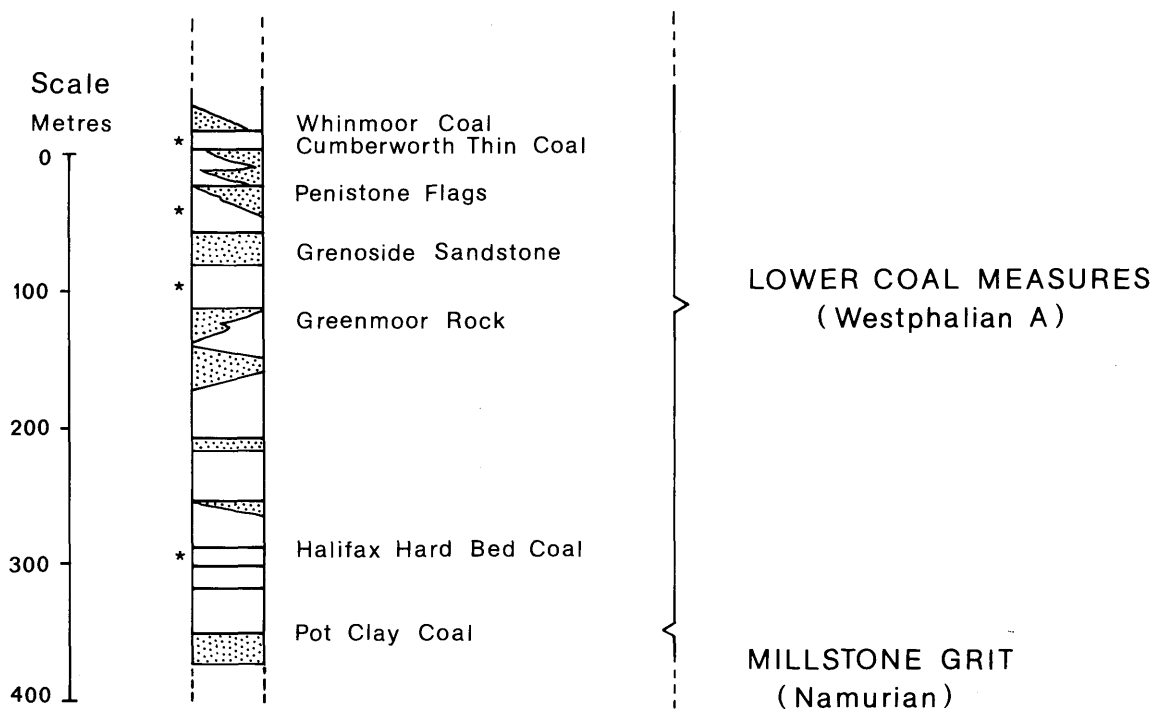 Scale
Metres
0
100
200
300
400
*
*
*
*
Whinmoor Coal
Cumberworth Thin Coal
Penistone Flags
Grenoside Sandstone
Greenmoor Rock
Halifax Hard Bed Coal
Pot Clay Coal
LOWER COAL MEASURES
(Westphalian A)
MILLSTONE GRIT
(Namurian)